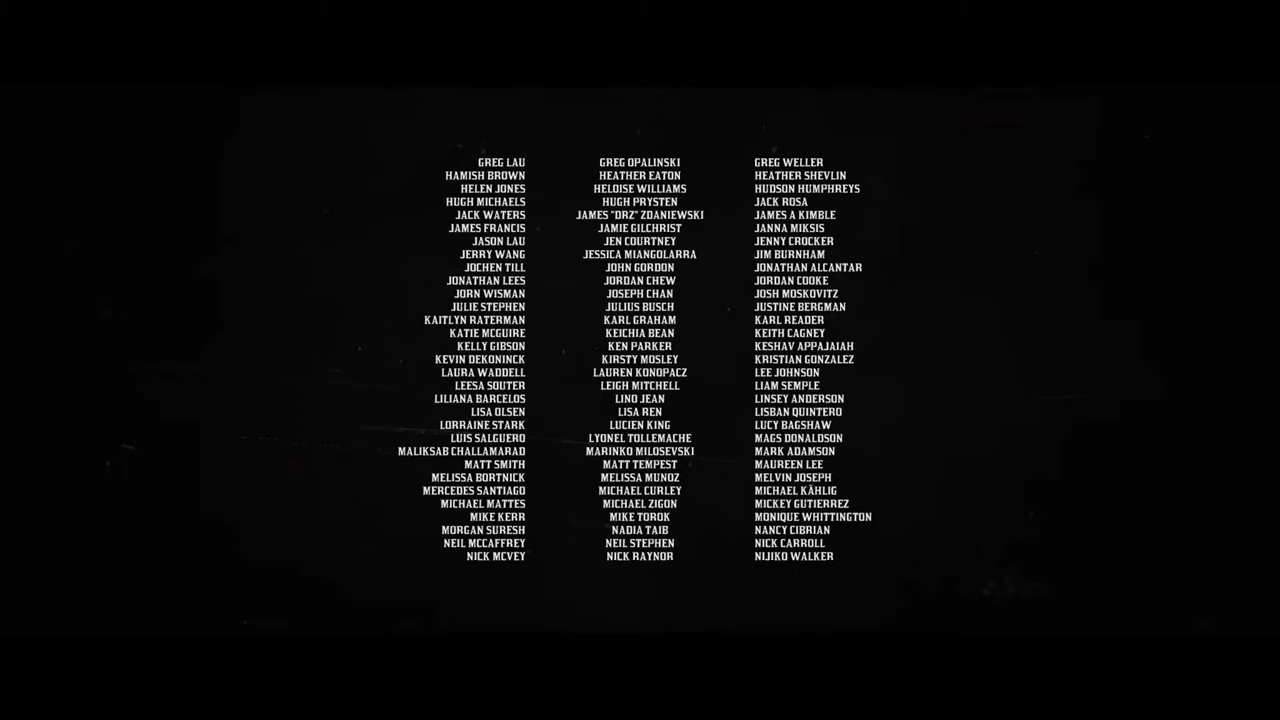 GREG LAU GREG OPALINSKI GREG WELLER
HAMISH BROWN HEATHER EATON HEATHER SHEVLIN
HELEN JONES HELOISE WILLIAMS HUDSON HUMPHREYS
HUGH MICHAELS HUGH PRYSTEN JACK ROSA
JACK WATERS JAMES "DRZ" ZDANIEWSKI JAMES A KIMBLE
JAMES FRANCIS JAMIE GILCHRIST JANNA MIKSIS
JASON LAU JEN COURTNEY JENNY CROCKER
JERRY WANG JESSICA MIANGOLARRA JIM BURNHAM
JOCHEN TILL JOHN GORDON JONATHAN ALCANTAR
JONATHAN LEES JORDAN CHEW JORDAN COOKE
JORN WISMAN JOSEPH CHAN JOSH MOSKOVITZ
JULIE STEPHEN JULIUS BUSCH JUSTINE BERGMAN
KAITLYN RATERMAN KARL GRAHAM KARL READER
KATIE MCGUIRE KEICHIA BEAN KEITH CAGNEY
KELLY GIBSON KEN PARKER KESHAV APPAJAIAH
KEVIN DEKONINCK KIRSTY MOSLEY KRISTIAN GONZALEZ
LAURA WADDELL LAUREN KONOPACZ LEE JOHNSON
LEESA SOUTER LEIGH MITCHELL LIAM SEMPLE
LILIANA BARCELOS LINO JEAN LINSEY ANDERSON
LISA OLSEN LISA REN LISBAN QUINTERO
LORRAINE STARK LUCIEN KING LUCY BAGSHAW
LUIS SALGUERO LYONEL TOLLEMACHE MAGS DONALDSON
MALIKSAB CHALLAMARAD MARINKO MILOSEVSKI MARK ADAMSON
MATT SMITH MATT TEMPEST MAUREEN LEE
MELISSA BORTNICK MELISSA MUNOZ MELVIN JOSEPH
MERCEDES SANTIAGO MICHAEL CURLEY MICHAEL KÄHLIG
MICHAEL MATTES MICHAEL ZIGON MICKEY GUTIERREZ
MIKE KERR MIKE TOROK MONIQUE WHITTINGTON
MORGAN SURESH NADIA TAIB NANCY CIBRIAN
NEIL MCCAFFREY NEIL STEPHEN NICK CARROLL
NICK MCVEY NICK RAYNOR NIJIKO WALKER